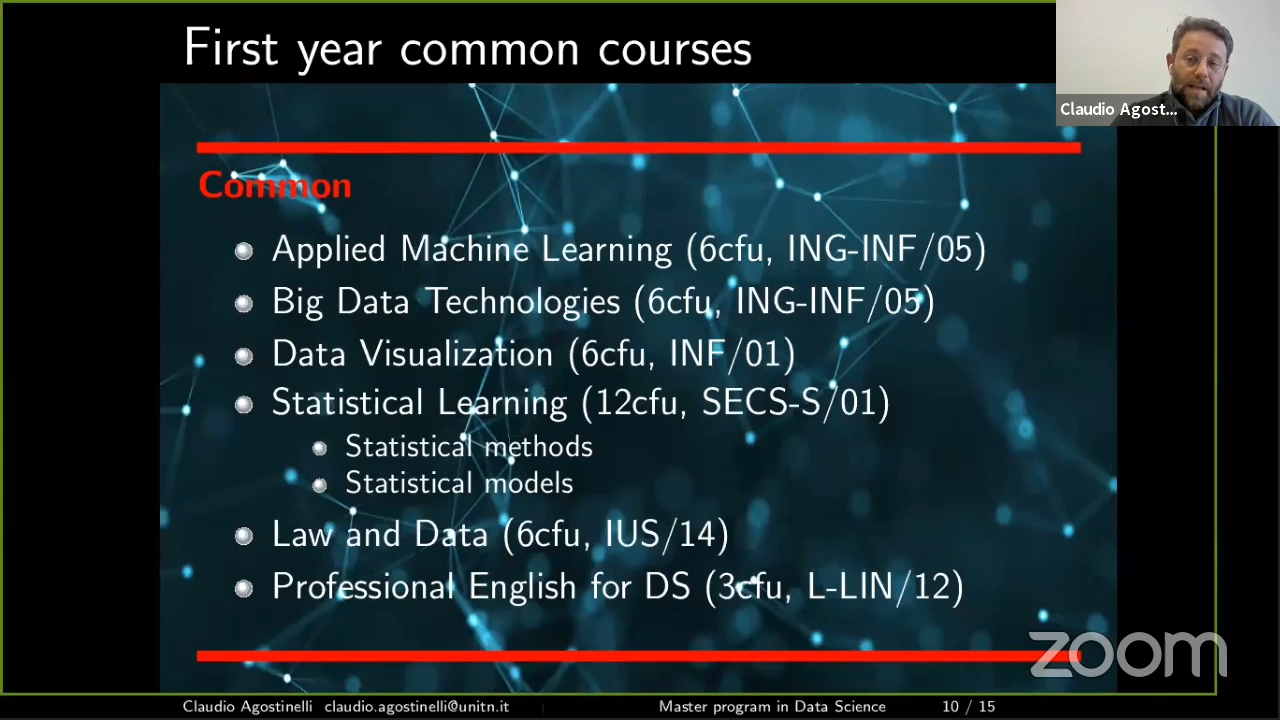 First year common courses
Claudio Agost...
Common
Applied Machine Learning (6cfu, ING-INF/05)
Big Data Technologies (6cfu, ING-INF/05)
Data Visualization (6cfu, INF/01)
Statistical Learning (12cfu, SECS-S/01)
Statistical methods
Statistical models
Law and Data (6cfu, IUS/14)
Professional English for DS (3cfu, L-LIN/12)
zoom
Claudio Agostinelli claudio.agostinelli@unitn.it Master program in Data Science 10 / 15